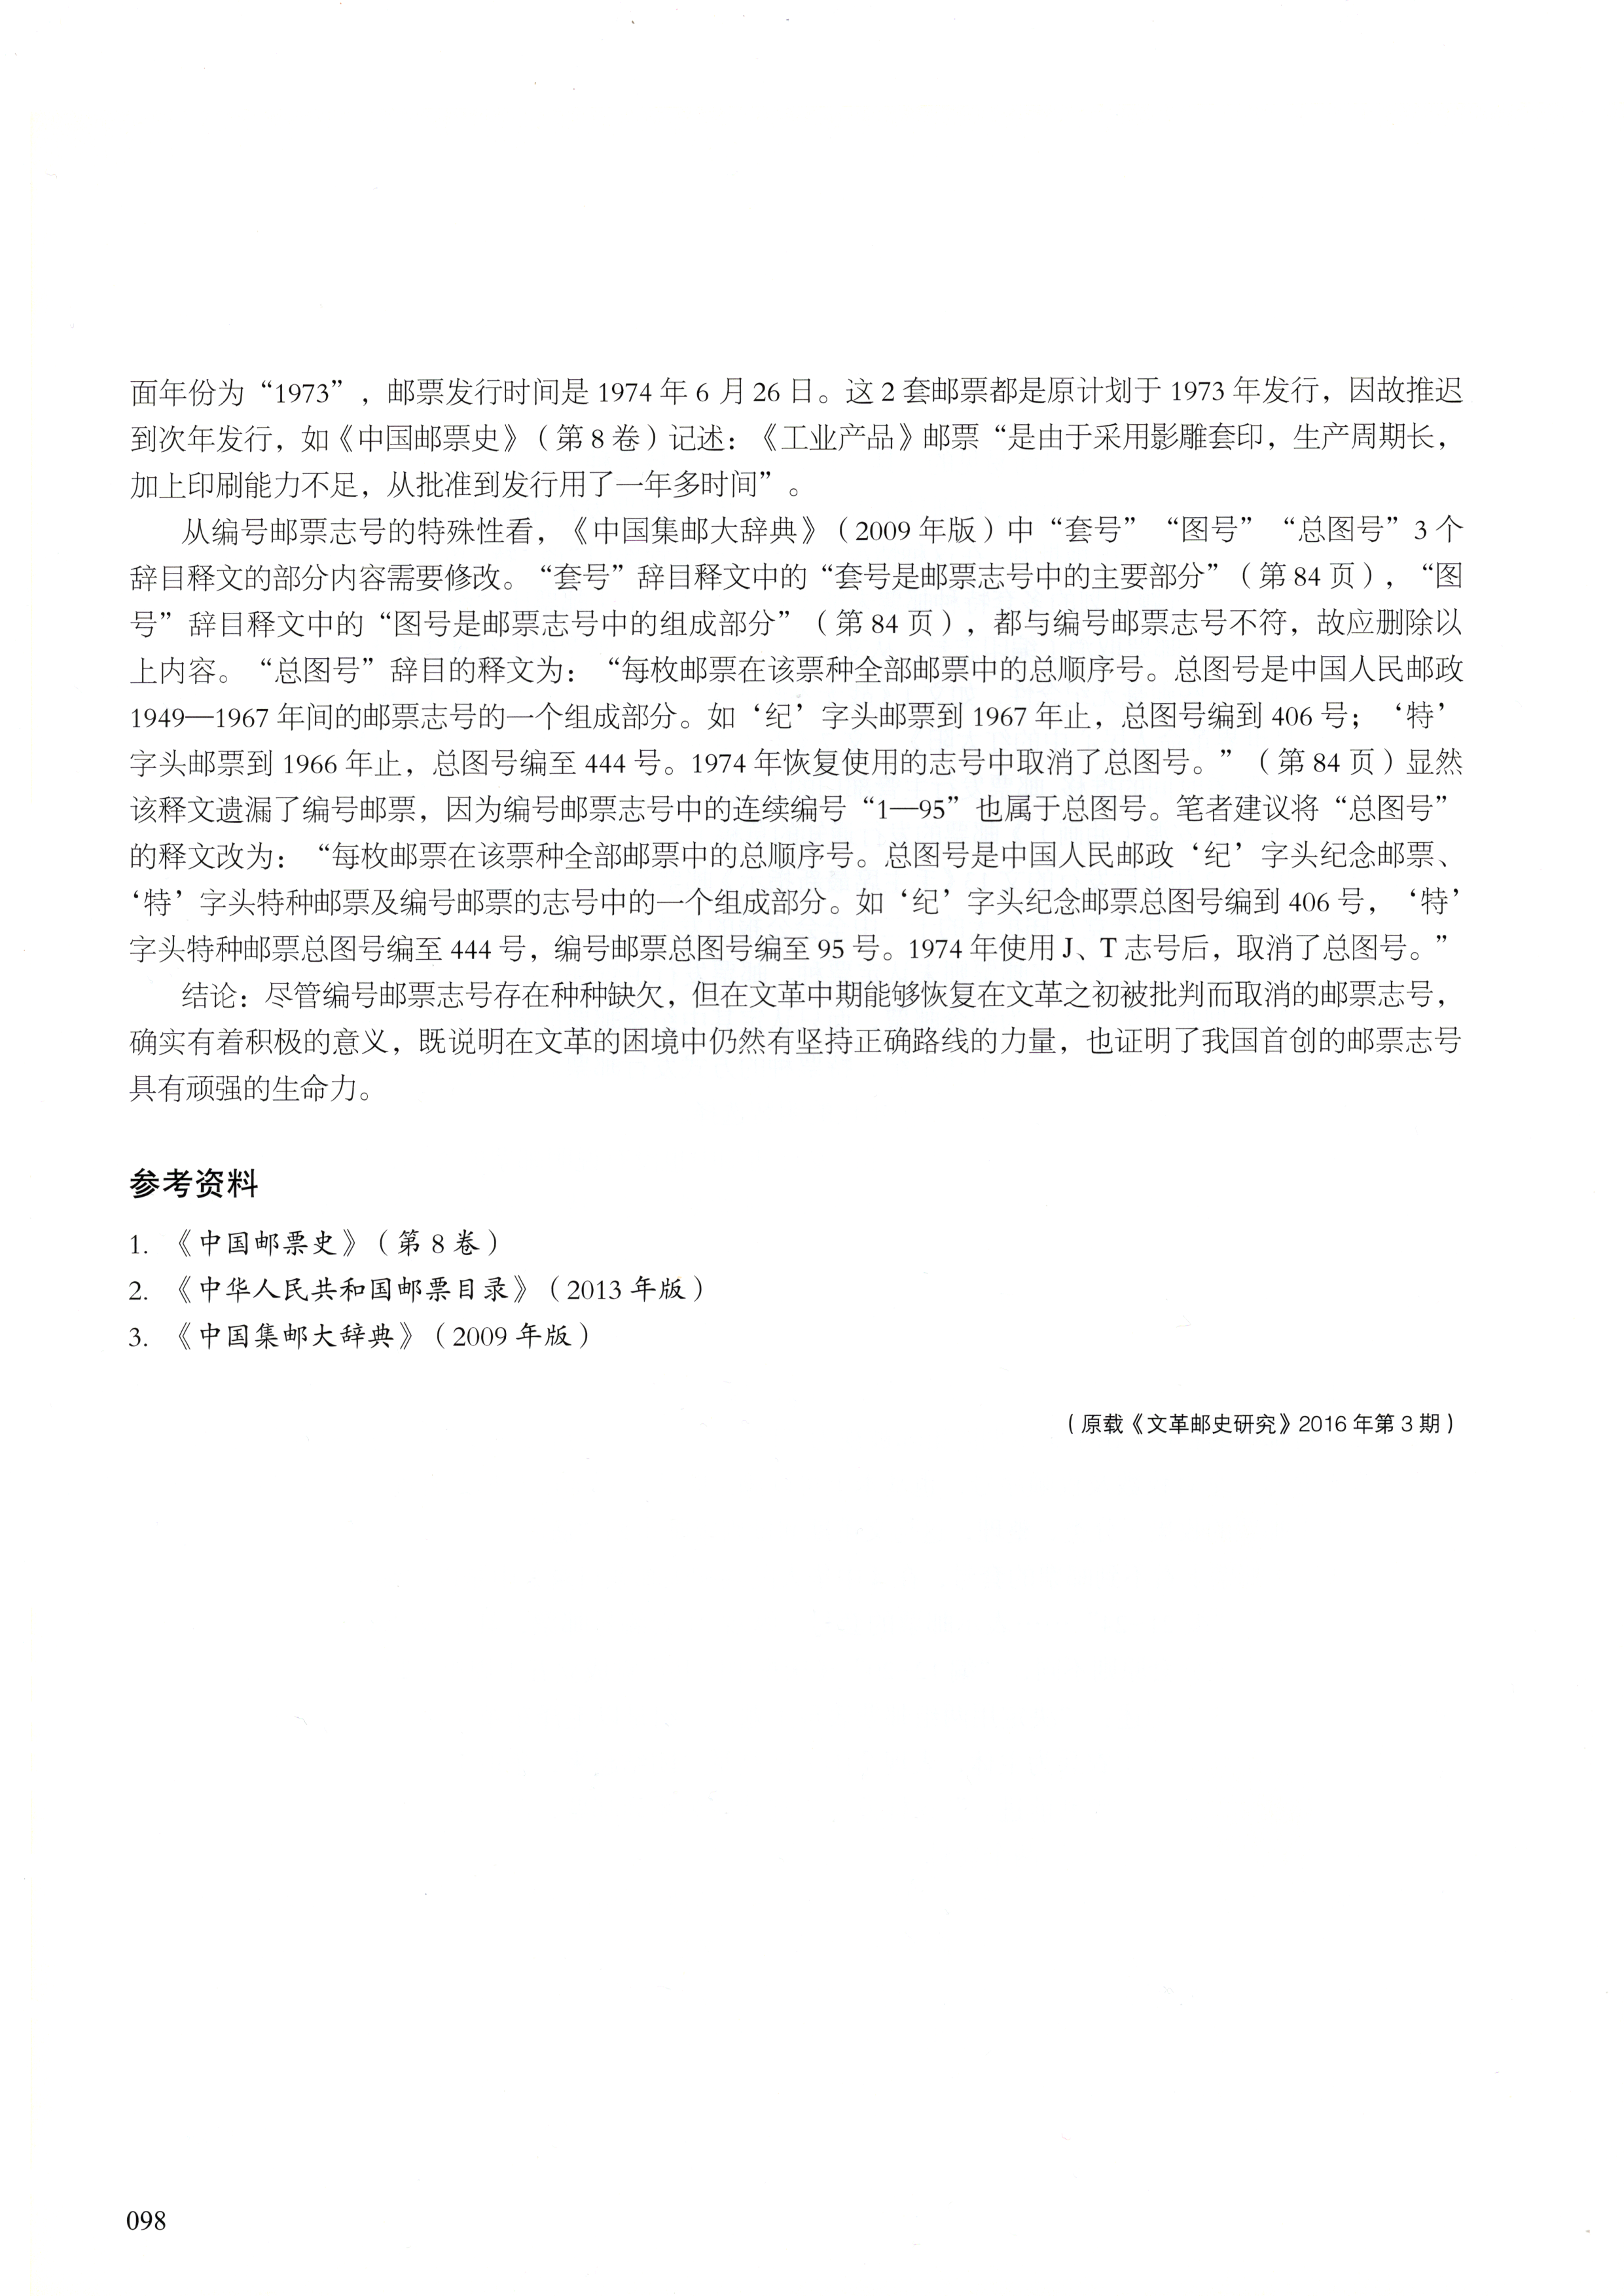 面年份为“1973”，邮票发行时间是 1974 年 6 月 26 日。这 2 套邮票都是原计划于 1973 年发行，因故推迟
到次年发行，如《中国邮票史》（第 8 卷）记述：《工业产品》邮票“是由于采用影雕套印，生产周期长，
加上印刷能力不足，从批准到发行用了一年多时间”。
从编号邮票志号的特殊性看，《中国集邮大辞典》（2009 年版）中“套号”“图号”“总图号”3 个
辞目释文的部分内容需要修改。“套号”辞目释文中的“套号是邮票志号中的主要部分”（第 84 页），“图
号”辞目释文中的“图号是邮票志号中的组成部分”（第 84 页），都与编号邮票志号不符，故应删除以
上内容。“总图号”辞目的释文为：“每枚邮票在该票种全部邮票中的总顺序号。总图号是中国人民邮政
1949—1967 年间的邮票志号的一个组成部分。如‘纪’字头邮票到 1967 年止，总图号编到 406 号；‘特’
字头邮票到 1966 年止，总图号编至 444 号。1974 年恢复使用的志号中取消了总图号。”（第 84 页）显然
该释文遗漏了编号邮票，因为编号邮票志号中的连续编号“1—95”也属于总图号。笔者建议将“总图号”
的释文改为：“每枚邮票在该票种全部邮票中的总顺序号。总图号是中国人民邮政‘纪’字头纪念邮票、
‘特’字头特种邮票及编号邮票的志号中的一个组成部分。如‘纪’字头纪念邮票总图号编到 406 号，‘特’
字头特种邮票总图号编至 444 号，编号邮票总图号编至 95 号。1974 年使用 J、T 志号后，取消了总图号。”
结论：尽管编号邮票志号存在种种缺欠，但在文革中期能够恢复在文革之初被批判而取消的邮票志号，
确实有着积极的意义，既说明在文革的困境中仍然有坚持正确路线的力量，也证明了我国首创的邮票志号
具有顽强的生命力。
参考资料
1. 《中国邮票史》（第 8 卷）
2. 《中华人民共和国邮票目录》（2013 年版）
3. 《中国集邮大辞典》（2009 年版）
（原载《文革邮史研究》2016 年第 3 期）
098